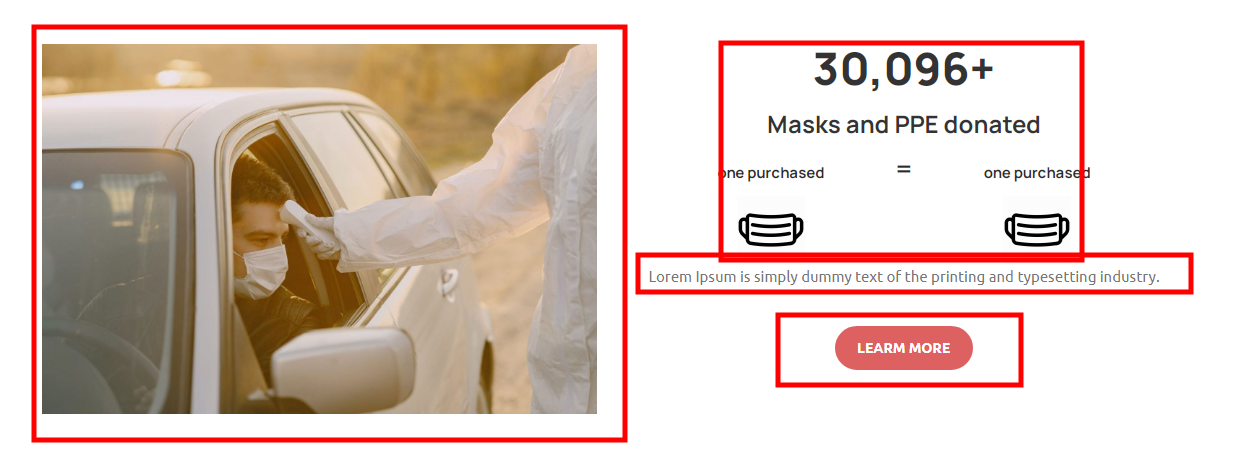 30,096+
Masks and PPE donated
one purchased = one purchased
Lorem Ipsum is simply dummy text of the printing and typesetting industry.
LEARM MORE